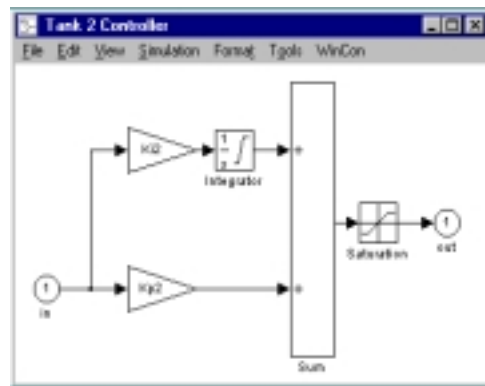 Tank 2 Controller
File Edit View Simulation Format Tools WinCon
Ki2
1
Integrator
+
1
Saturation
out
1
in
Kp2
+
Sum